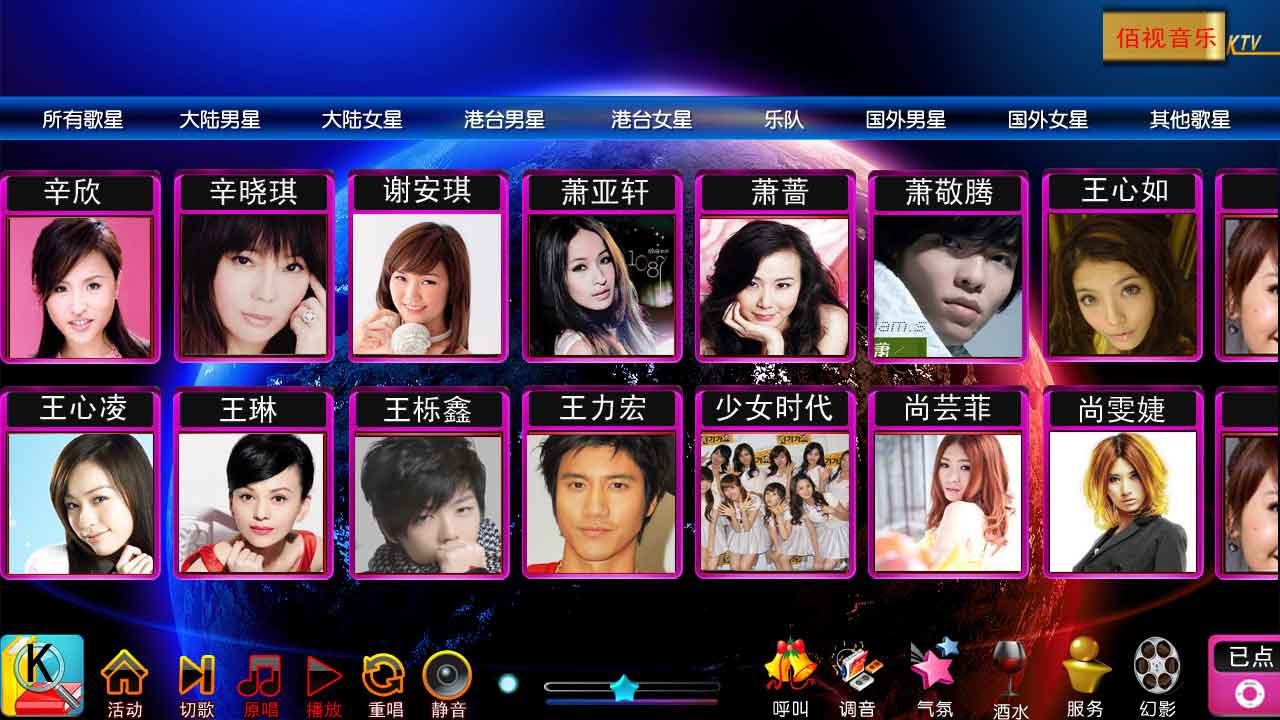 佰视音乐
KTV
所有歌星 大陆男星 大陆女星 港台男星 港台女星 乐队 国外男星 国外女星 其他歌星
辛欣 辛晓琪 谢安琪 萧亚轩 萧蔷 萧敬腾 王心如
1087
萧
王心凌 王琳 王栎鑫 王力宏 少女时代 尚芸菲 尚雯婕
K
活动 切歌 原唱 播放 重唱 静音 呼叫 调音 气氛 酒水 服务 幻影 已点